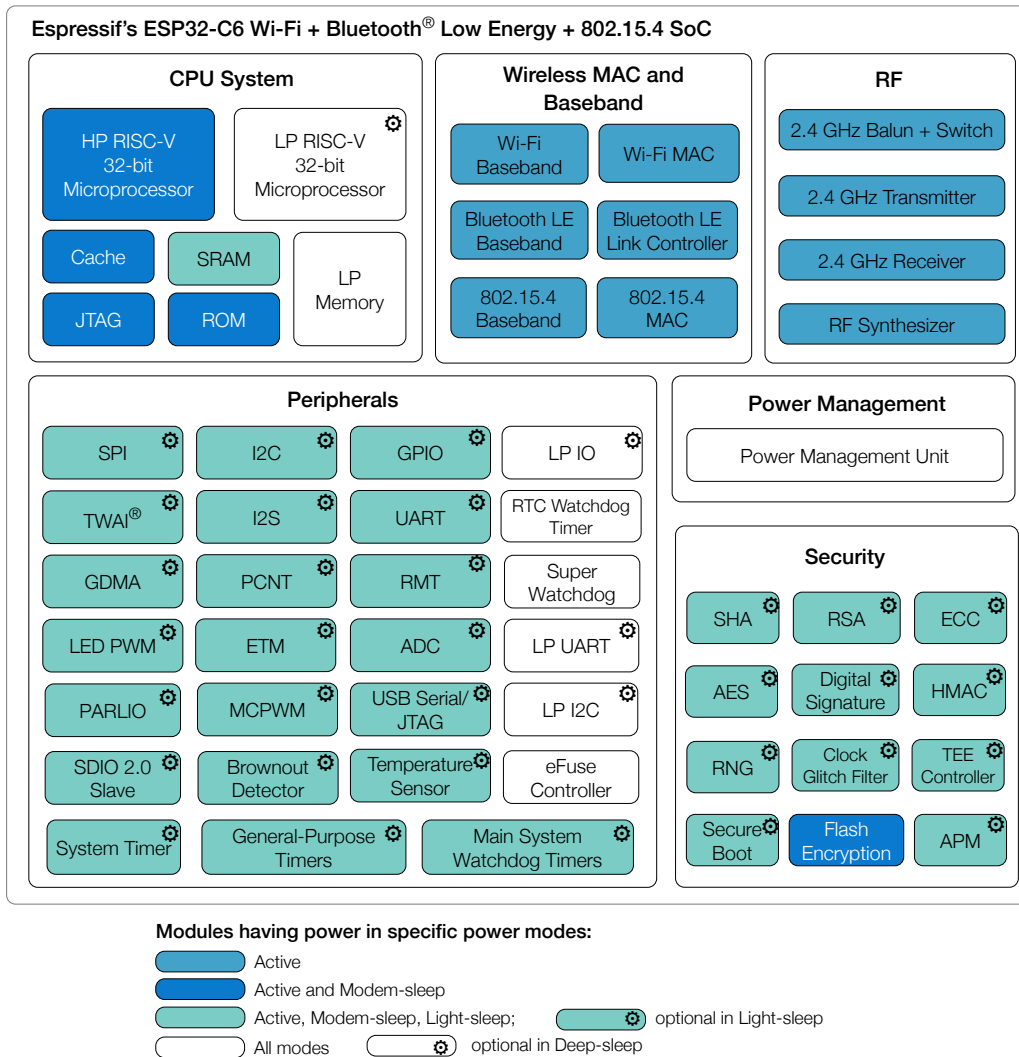 Espressif's ESP32-C6 Wi-Fi + Bluetooth® Low Energy + 802.15.4 SoC
CPU System
HP RISC-V
32-bit
Microprocessor
LP RISC-V
32-bit
Microprocessor
Cache
SRAM
LP
Memory
JTAG
ROM
Wireless MAC and
Baseband
Wi-Fi
Baseband
Wi-Fi MAC
Bluetooth LE
Baseband
Bluetooth LE
Link Controller
802.15.4
Baseband
802.15.4
MAC
RF
2.4 GHz Balun + Switch
2.4 GHz Transmitter
2.4 GHz Receiver
RF Synthesizer
Peripherals
SPI
I2C
GPIO
LP IO
TWAI®
I2S
UART
RTC Watchdog
Timer
GDMA
PCNT
RMT
Super
Watchdog
LED PWM
ETM
ADC
LP UART
PARLIO
MCPWM
USB Serial/
JTAG
LP I2C
SDIO 2.0
Slave
Brownout
Detector
Temperature
Sensor
eFuse
Controller
System Timer
General-Purpose
Timers
Main System
Watchdog Timers
Power Management
Power Management Unit
Security
SHA
RSA
ECC
AES
Digital
Signature
HMAC
RNG
Clock
Glitch Filter
TEE
Controller
Secure
Boot
Flash
Encryption
APM
Modules having power in specific power modes:
Active
Active and Modem-sleep
Active, Modem-sleep, Light-sleep;
optional in Light-sleep
All modes
optional in Deep-sleep